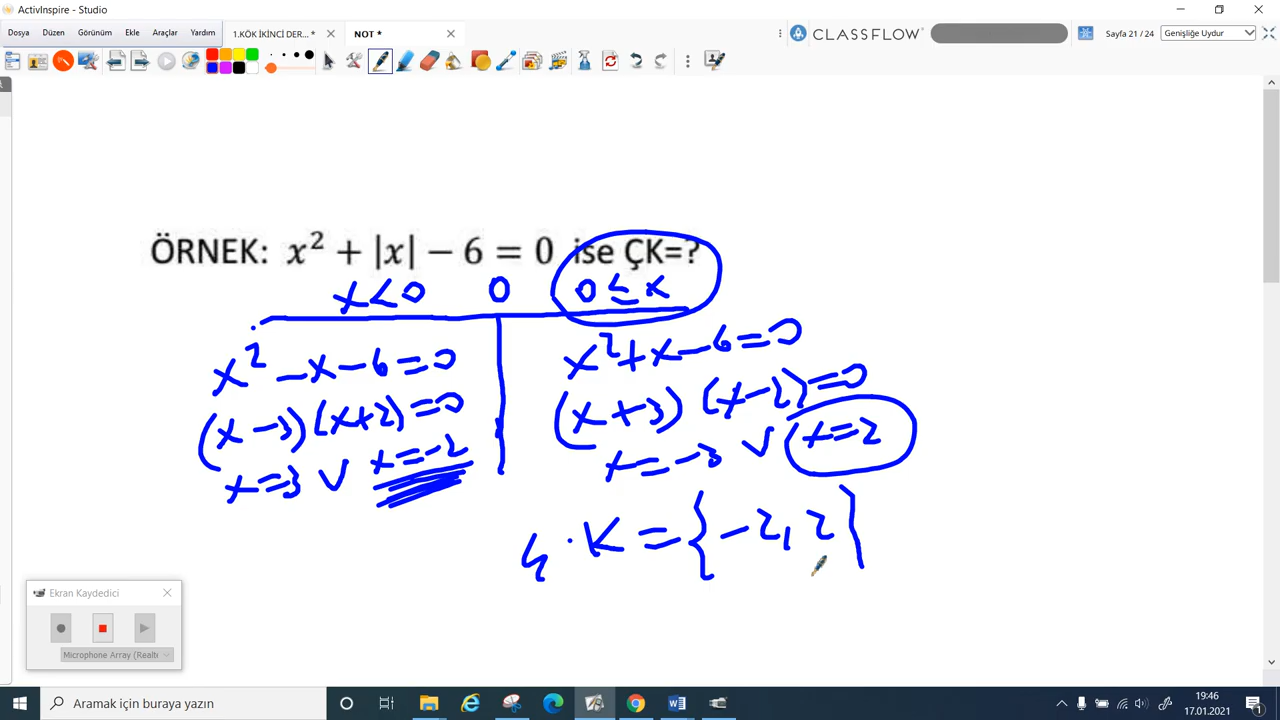 ActivInspire - Studio
Dosya Düzen Görünüm Ekle Araçlar Yardım
1.KÖK İKİNCİ DER... *
NOT *
CLASSFLOW
Sayfa 21 / 24
Genişliğe Uydur
ÖRNEK: x² + |x| − 6 = 0 ise ÇK=?
x<0 0 0≤x
x² − x − 6 = 0
(x − 3) (x+2) = 0
x=3 ∨ x=−2
x² + x − 6 = 0
(x + 3) (x − 2) = 0
x = −3 ∨ x=2
Ç.K = {−2, 2}
Ekran Kaydedici
Microphone Array (Realte
Aramak için buraya yazın
19:46
17.01.2021
1